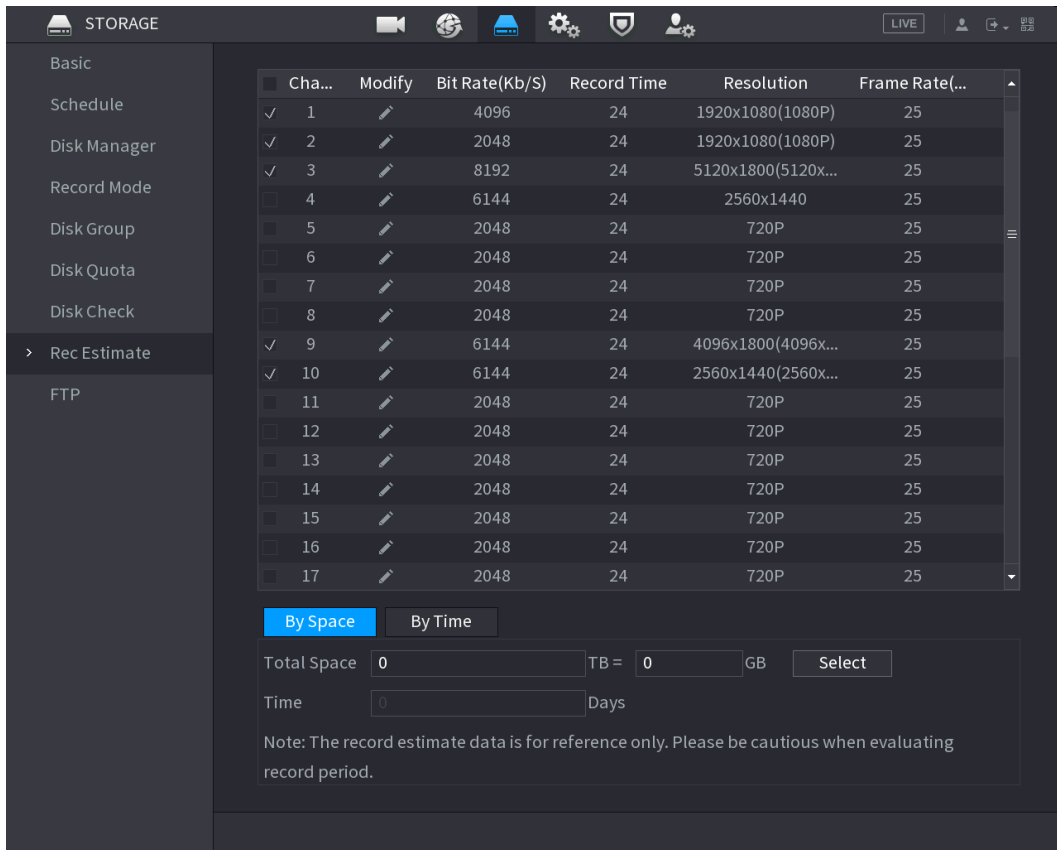 STORAGE
LIVE
Basic
Schedule
Disk Manager
Record Mode
Disk Group
Disk Quota
Disk Check
Rec Estimate
FTP
Cha... Modify Bit Rate(Kb/S) Record Time Resolution Frame Rate(...
1 4096 24 1920x1080(1080P) 25
2 2048 24 1920x1080(1080P) 25
3 8192 24 5120x1800(5120x... 25
4 6144 24 2560x1440 25
5 2048 24 720P 25
6 2048 24 720P 25
7 2048 24 720P 25
8 2048 24 720P 25
9 6144 24 4096x1800(4096x... 25
10 6144 24 2560x1440(2560x... 25
11 2048 24 720P 25
12 2048 24 720P 25
13 2048 24 720P 25
14 2048 24 720P 25
15 2048 24 720P 25
16 2048 24 720P 25
17 2048 24 720P 25
By Space By Time
Total Space 0 TB = 0 GB Select
Time 0 Days
Note: The record estimate data is for reference only. Please be cautious when evaluating
record period.